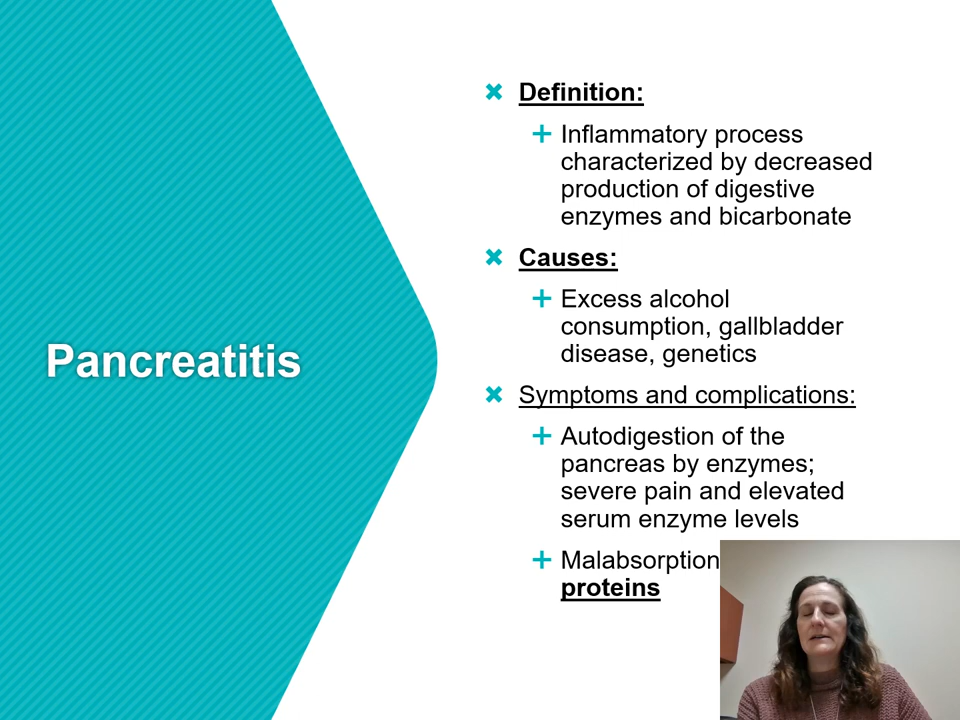 Pancreatitis
Definition:
Inflammatory process
characterized by decreased
production of digestive
enzymes and bicarbonate
Causes:
Excess alcohol
consumption, gallbladder
disease, genetics
Symptoms and complications:
Autodigestion of the
pancreas by enzymes;
severe pain and elevated
serum enzyme levels
Malabsorption
proteins